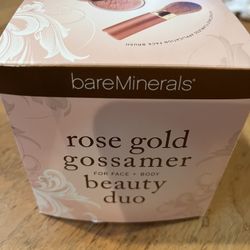 bareMinerals®
rose gold
gossamer
FOR FACE + BODY
beauty
duo